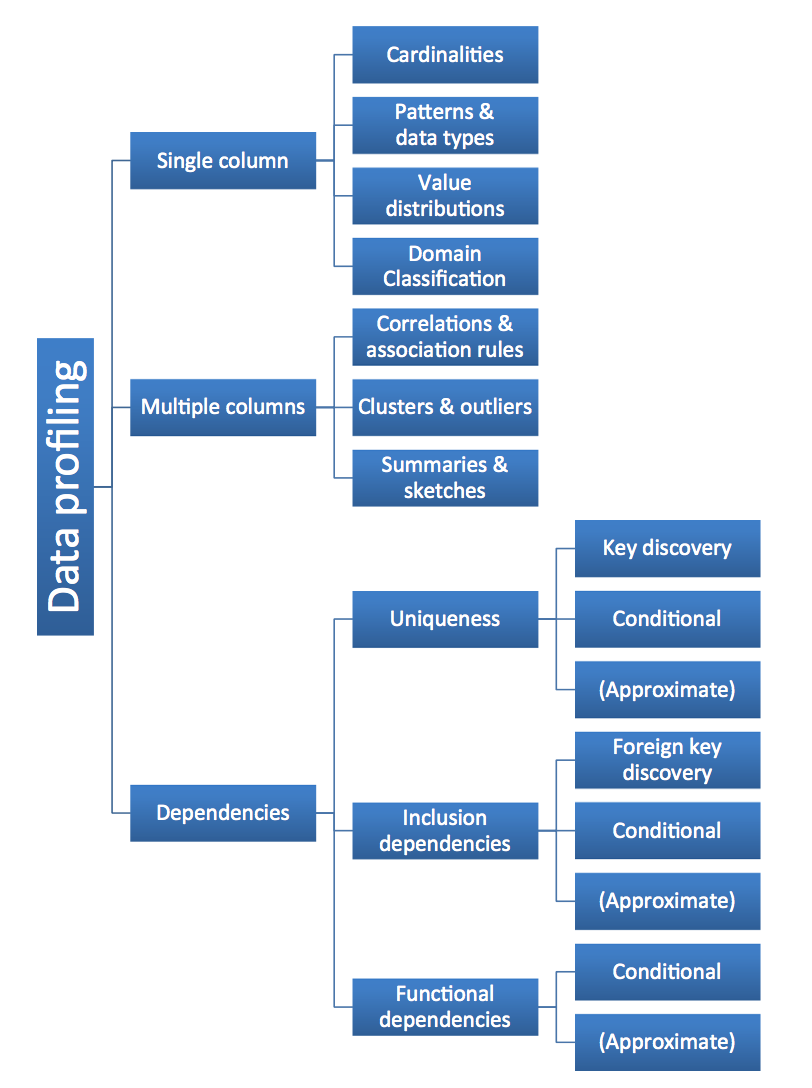 Data profiling
Single column
Cardinalities
Patterns &
data types
Value
distributions
Domain
Classification
Multiple columns
Correlations &
association rules
Clusters & outliers
Summaries &
sketches
Dependencies
Uniqueness
Key discovery
Conditional
(Approximate)
Inclusion
dependencies
Foreign key
discovery
Conditional
(Approximate)
Functional
dependencies
Conditional
(Approximate)